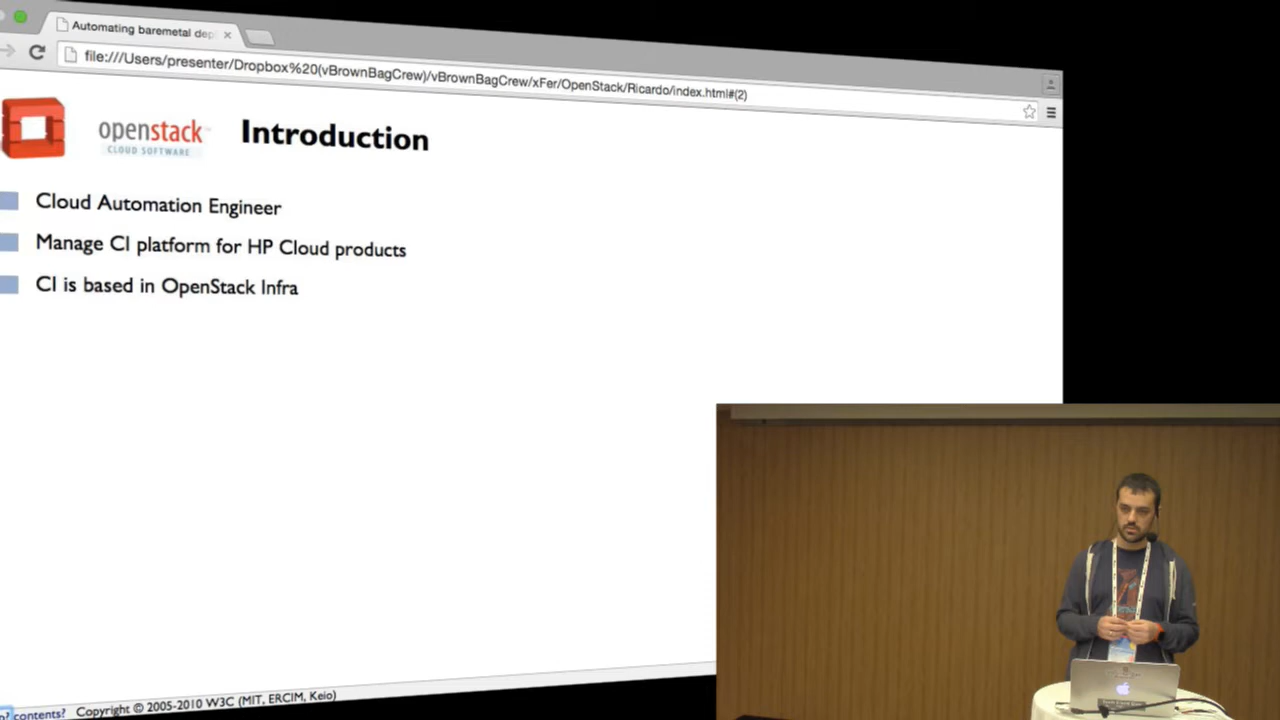 Automating baremetal dep
file:///Users/presenter/Dropbox%20(vBrownBagCrew)/vBrownBagCrew/xFer/OpenStack/Ricardo/index.html#(2)
openstack™
CLOUD SOFTWARE
Introduction
Cloud Automation Engineer
Manage CI platform for HP Cloud products
CI is based in OpenStack Infra
contents? Copyright © 2005-2010 W3C (MIT, ERCIM, Keio)